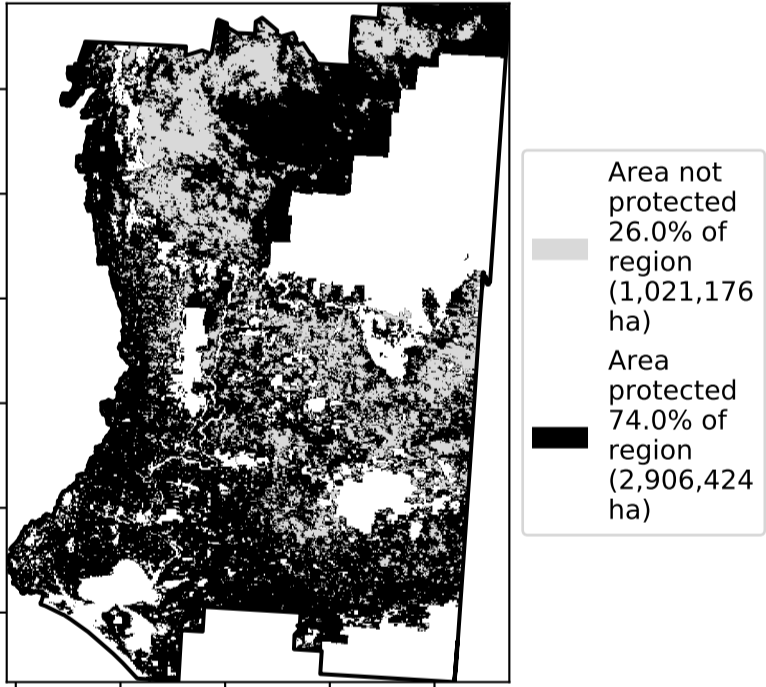 Area not
protected
26.0% of
region
(1,021,176
ha)
Area
protected
74.0% of
region
(2,906,424
ha)